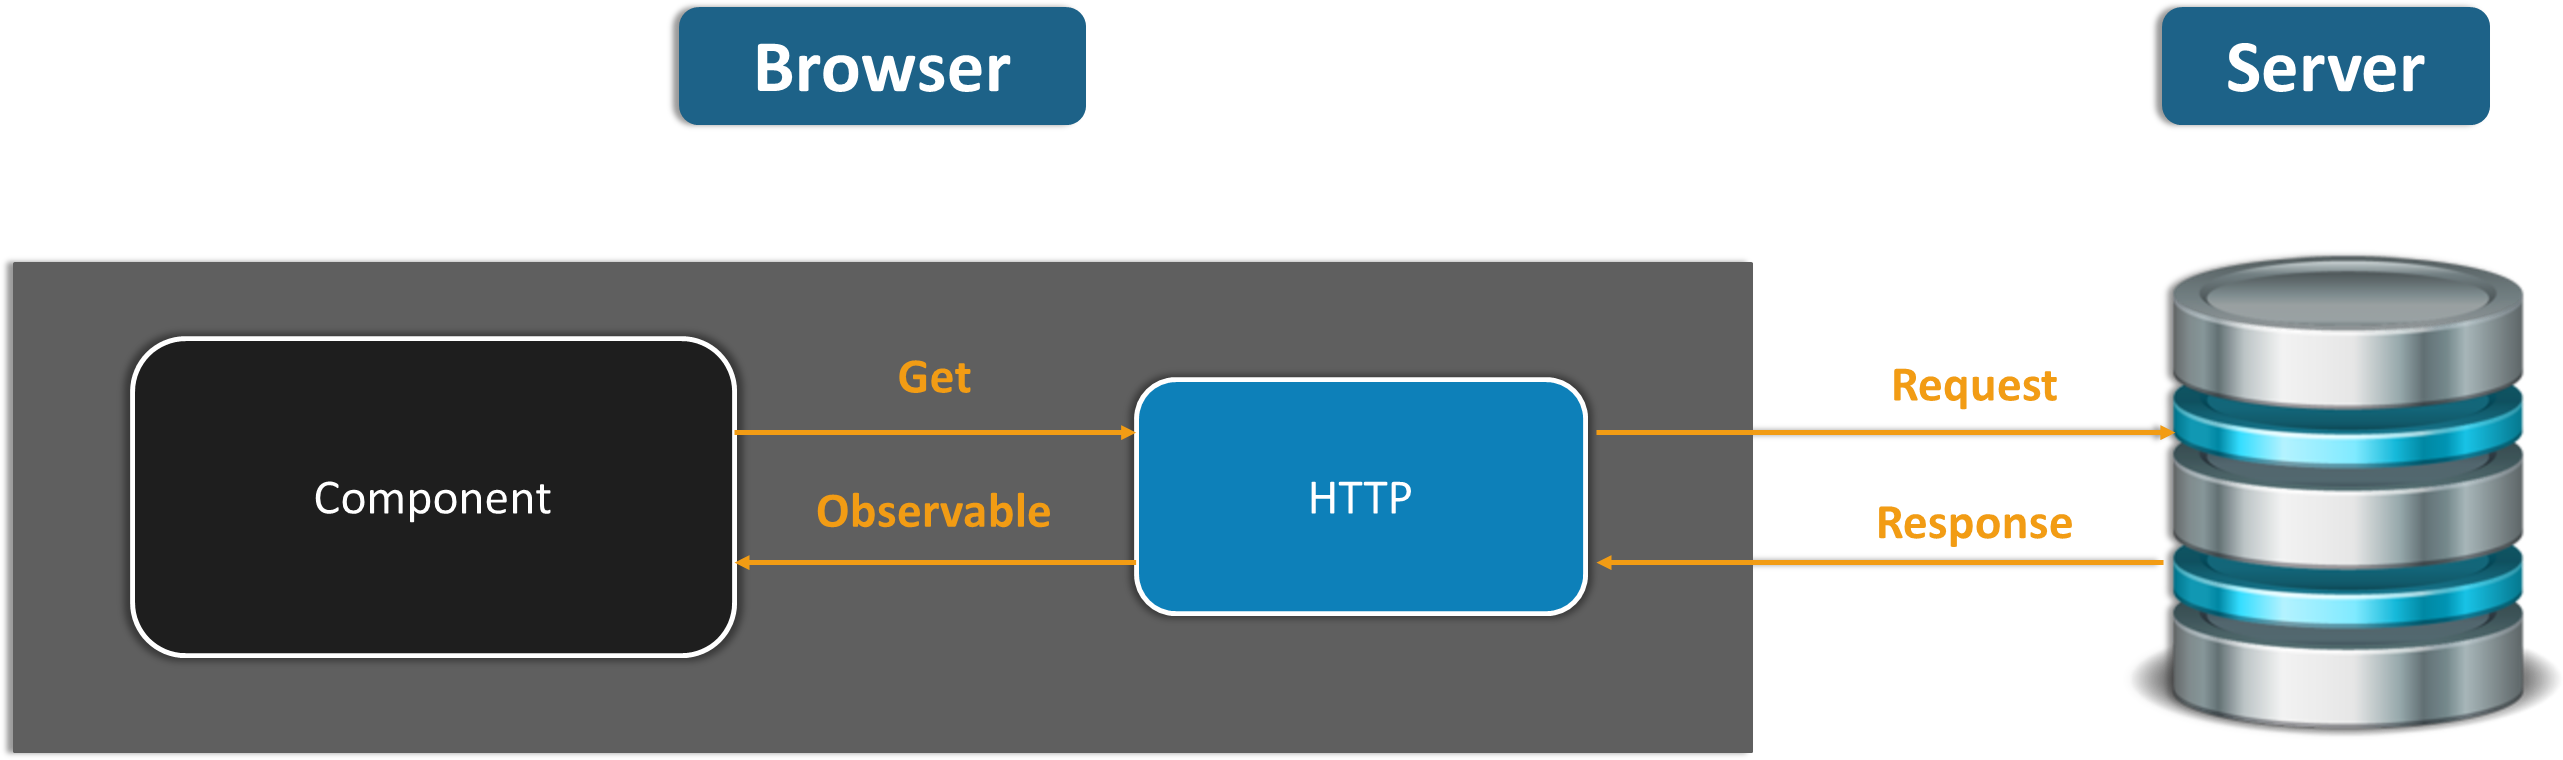 Browser
Server
Get
Request
Component
HTTP
Observable
Response